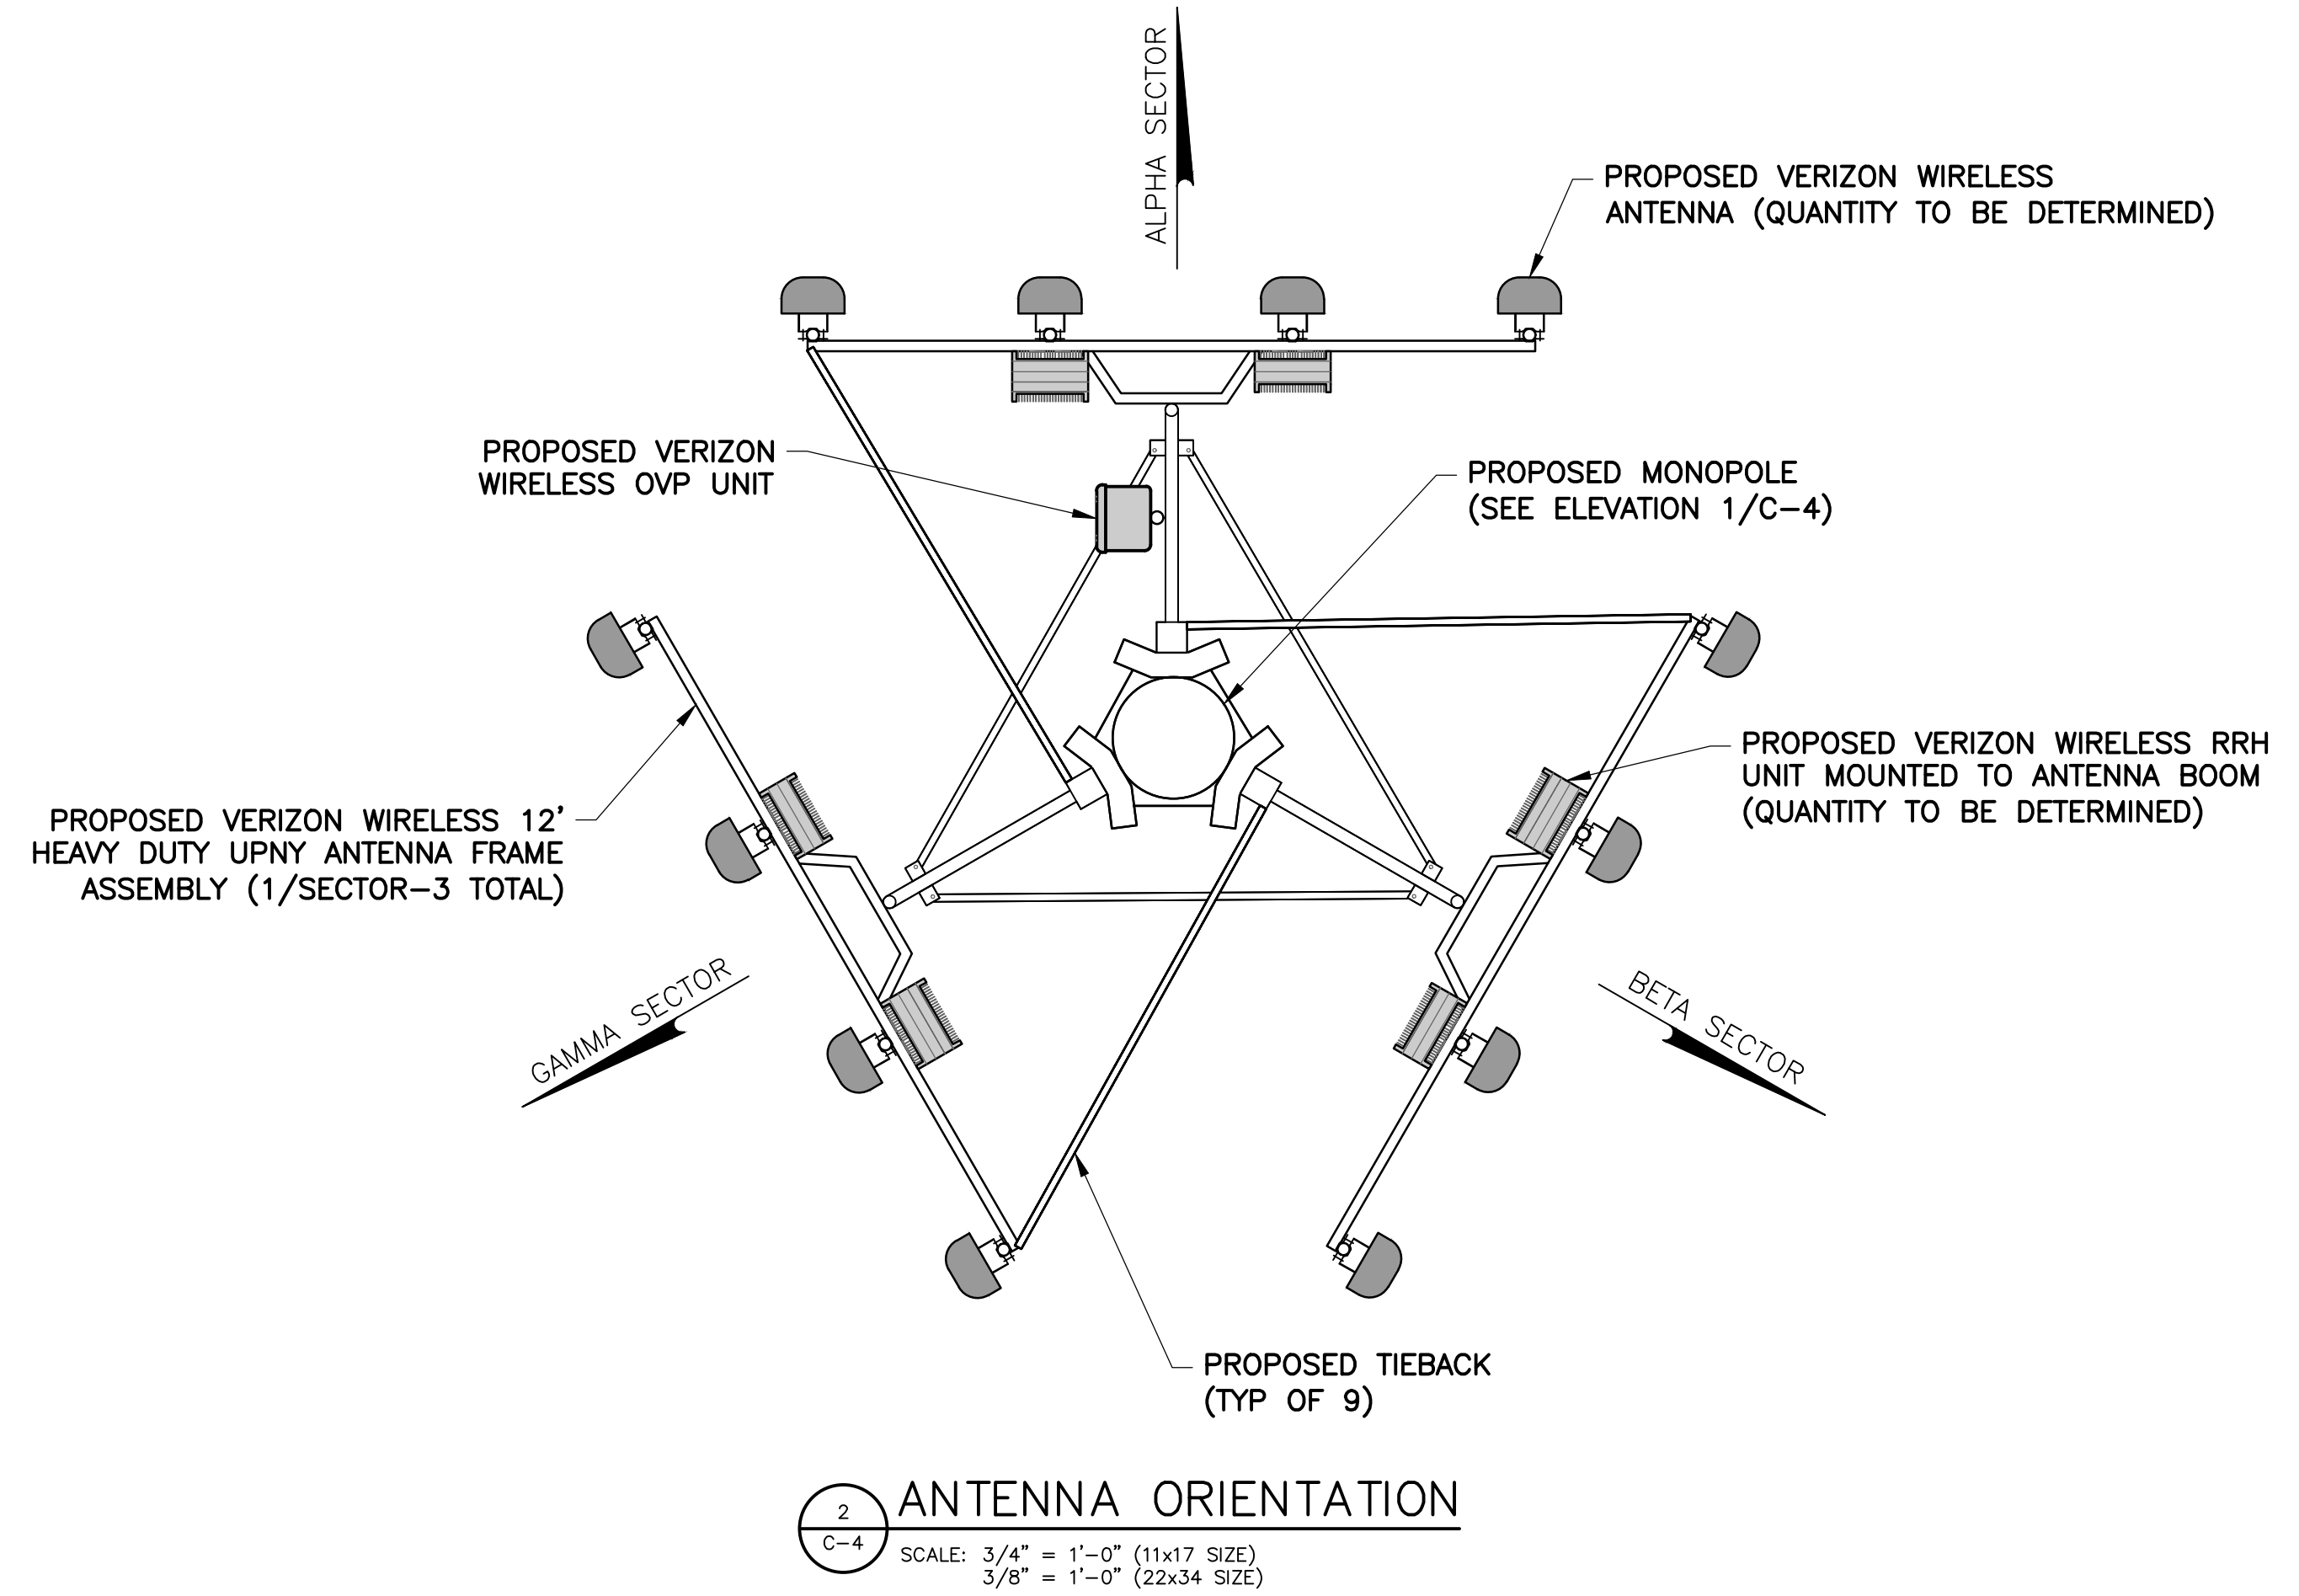 ALPHA SECTOR
PROPOSED VERIZON WIRELESS
ANTENNA (QUANTITY TO BE DETERMINED)
PROPOSED VERIZON
WIRELESS OVP UNIT
PROPOSED MONOPOLE
(SEE ELEVATION 1/C-4)
PROPOSED VERIZON WIRELESS RRH
UNIT MOUNTED TO ANTENNA BOOM
(QUANTITY TO BE DETERMINED)
PROPOSED VERIZON WIRELESS 12'
HEAVY DUTY UPNY ANTENNA FRAME
ASSEMBLY (1/SECTOR-3 TOTAL)
GAMMA SECTOR
BETA SECTOR
PROPOSED TIEBACK
(TYP OF 9)
2
C-4
ANTENNA ORIENTATION
SCALE: 3/4" = 1'-0" (11x17 SIZE)
3/8" = 1'-0" (22x34 SIZE)